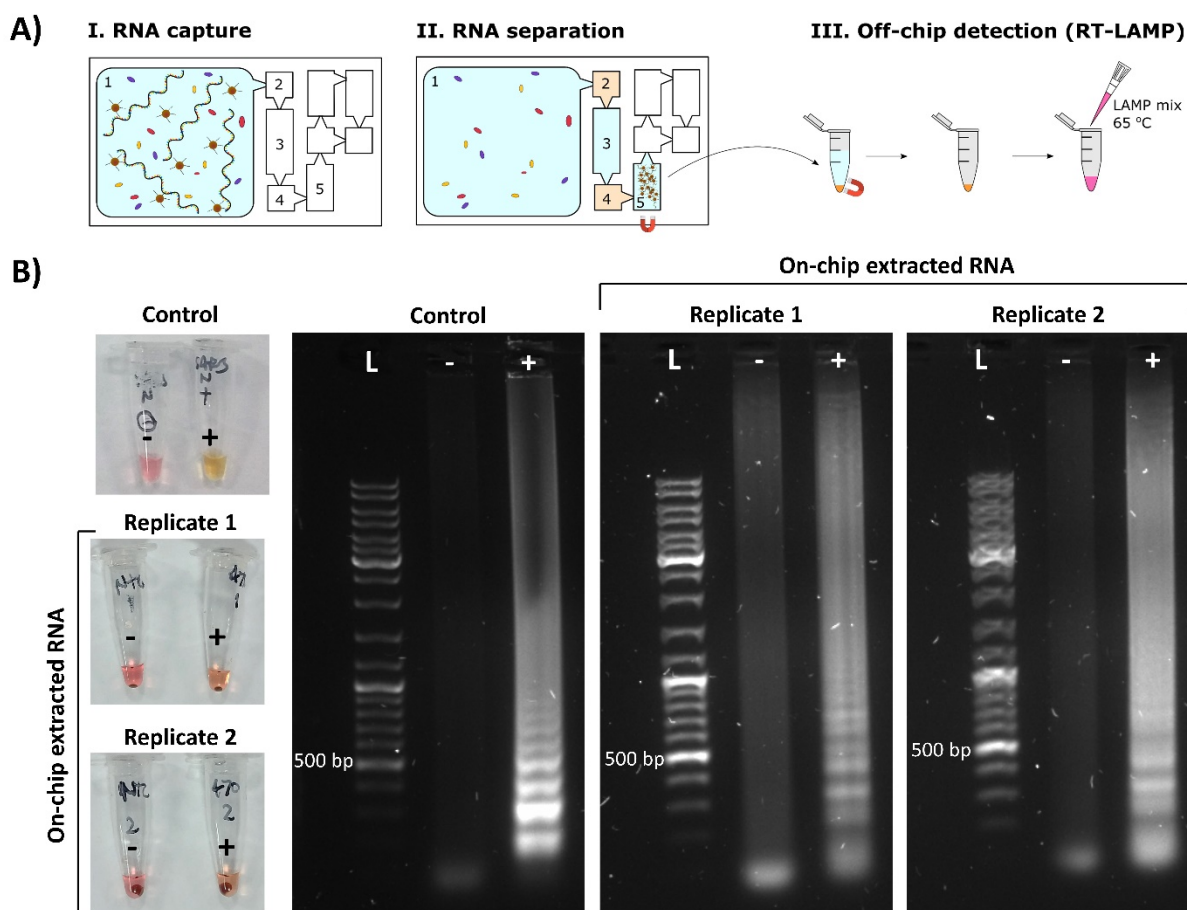 A)
I. RNA capture
II. RNA separation
III. Off-chip detection (RT-LAMP)
1
2
3
4
5
1
2
3
4
5
LAMP mix
65 °C
B)
On-chip extracted RNA
Control
Control
Replicate 1
Replicate 2
L
-
+
L
-
+
L
-
+
-
+
Replicate 1
-
+
Replicate 2
2
2
-
+
On-chip extracted RNA
500 bp
500 bp
500 bp